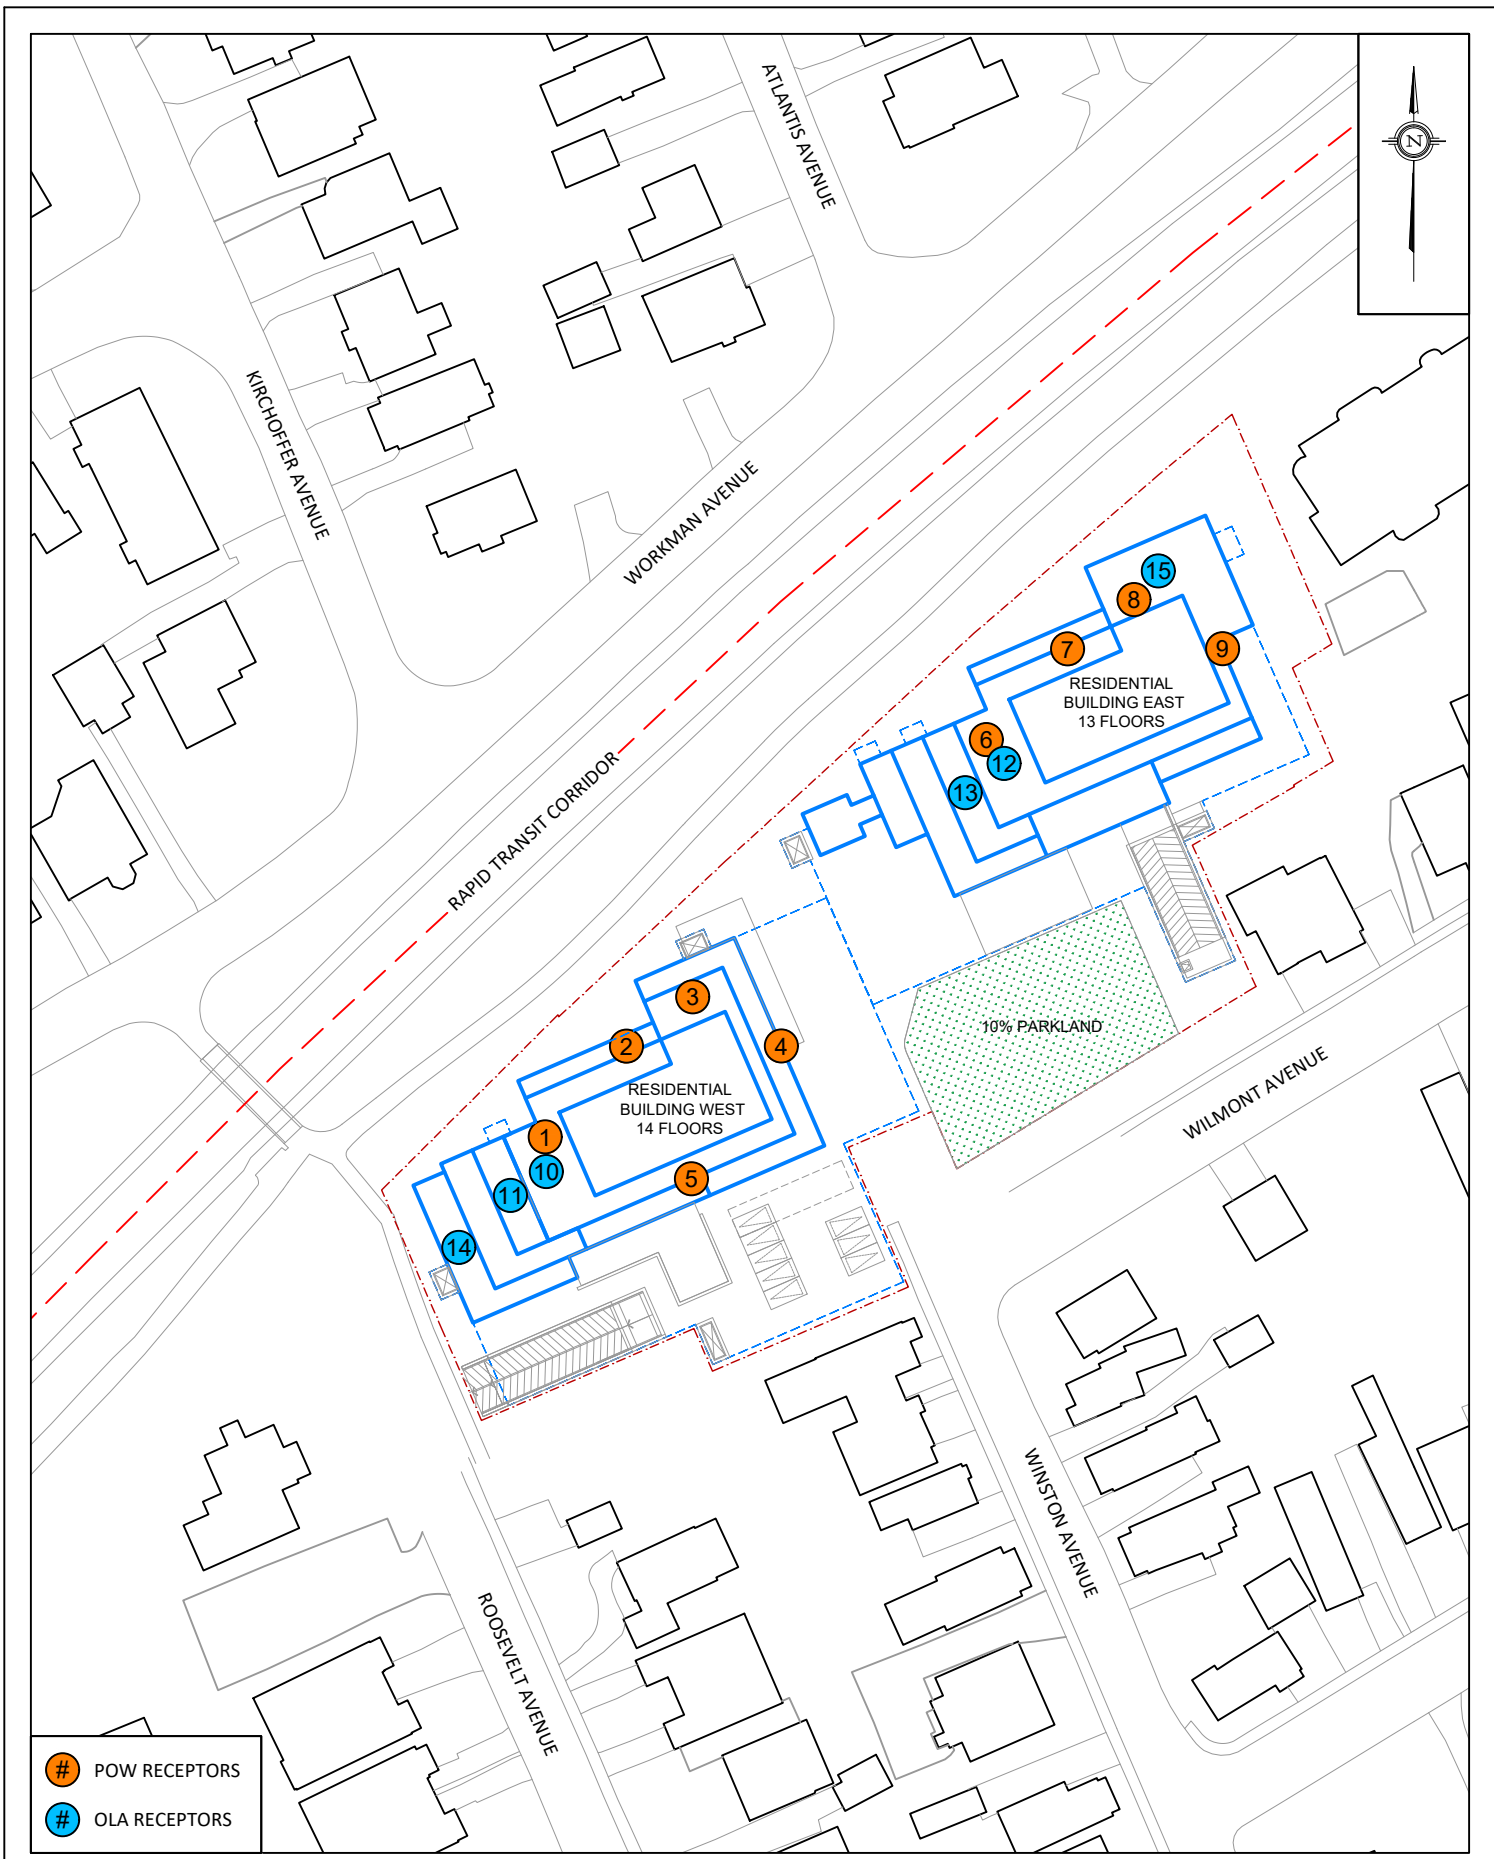 ATLANTIS AVENUE
N
KIRCHOFFER AVENUE
WORKMAN AVENUE
15
8
7
9
RESIDENTIAL
BUILDING EAST
13 FLOORS
6
12
13
RAPID TRANSIT CORRIDOR
3
10% PARKLAND
2
4
RESIDENTIAL
BUILDING WEST
14 FLOORS
WILMONT AVENUE
1
10
11
5
14
WINSTON AVENUE
ROOSEVELT AVENUE
# POW RECEPTORS
# OLA RECEPTORS